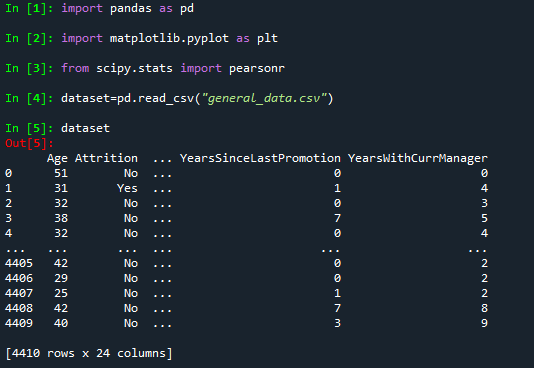 In [1]: import pandas as pd
In [2]: import matplotlib.pyplot as plt
In [3]: from scipy.stats import pearsonr
In [4]: dataset=pd.read_csv("general_data.csv")
In [5]: dataset
Out[5]:
Age Attrition ... YearsSinceLastPromotion YearsWithCurrManager
0 51 No ... 0 0
1 31 Yes ... 1 4
2 32 No ... 0 3
3 38 No ... 7 5
4 32 No ... 0 4
... ... ... ... ... ...
4405 42 No ... 0 2
4406 29 No ... 0 2
4407 25 No ... 1 2
4408 42 No ... 7 8
4409 40 No ... 3 9
[4410 rows x 24 columns]